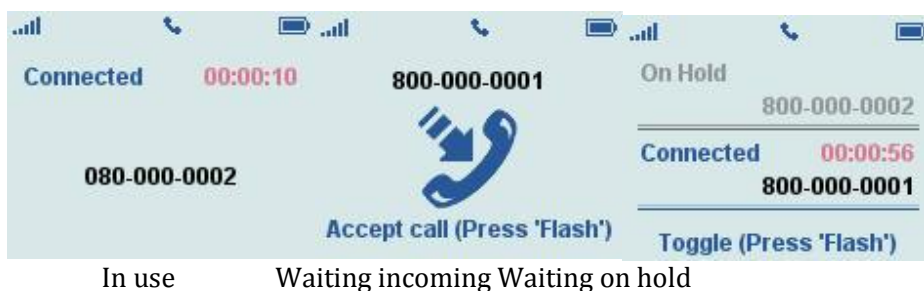 Connected 00:00:10
080-000-0002
800-000-0001
Accept call (Press 'Flash')
On Hold
800-000-0002
Connected 00:00:56
800-000-0001
Toggle (Press 'Flash')
In use Waiting incoming Waiting on hold